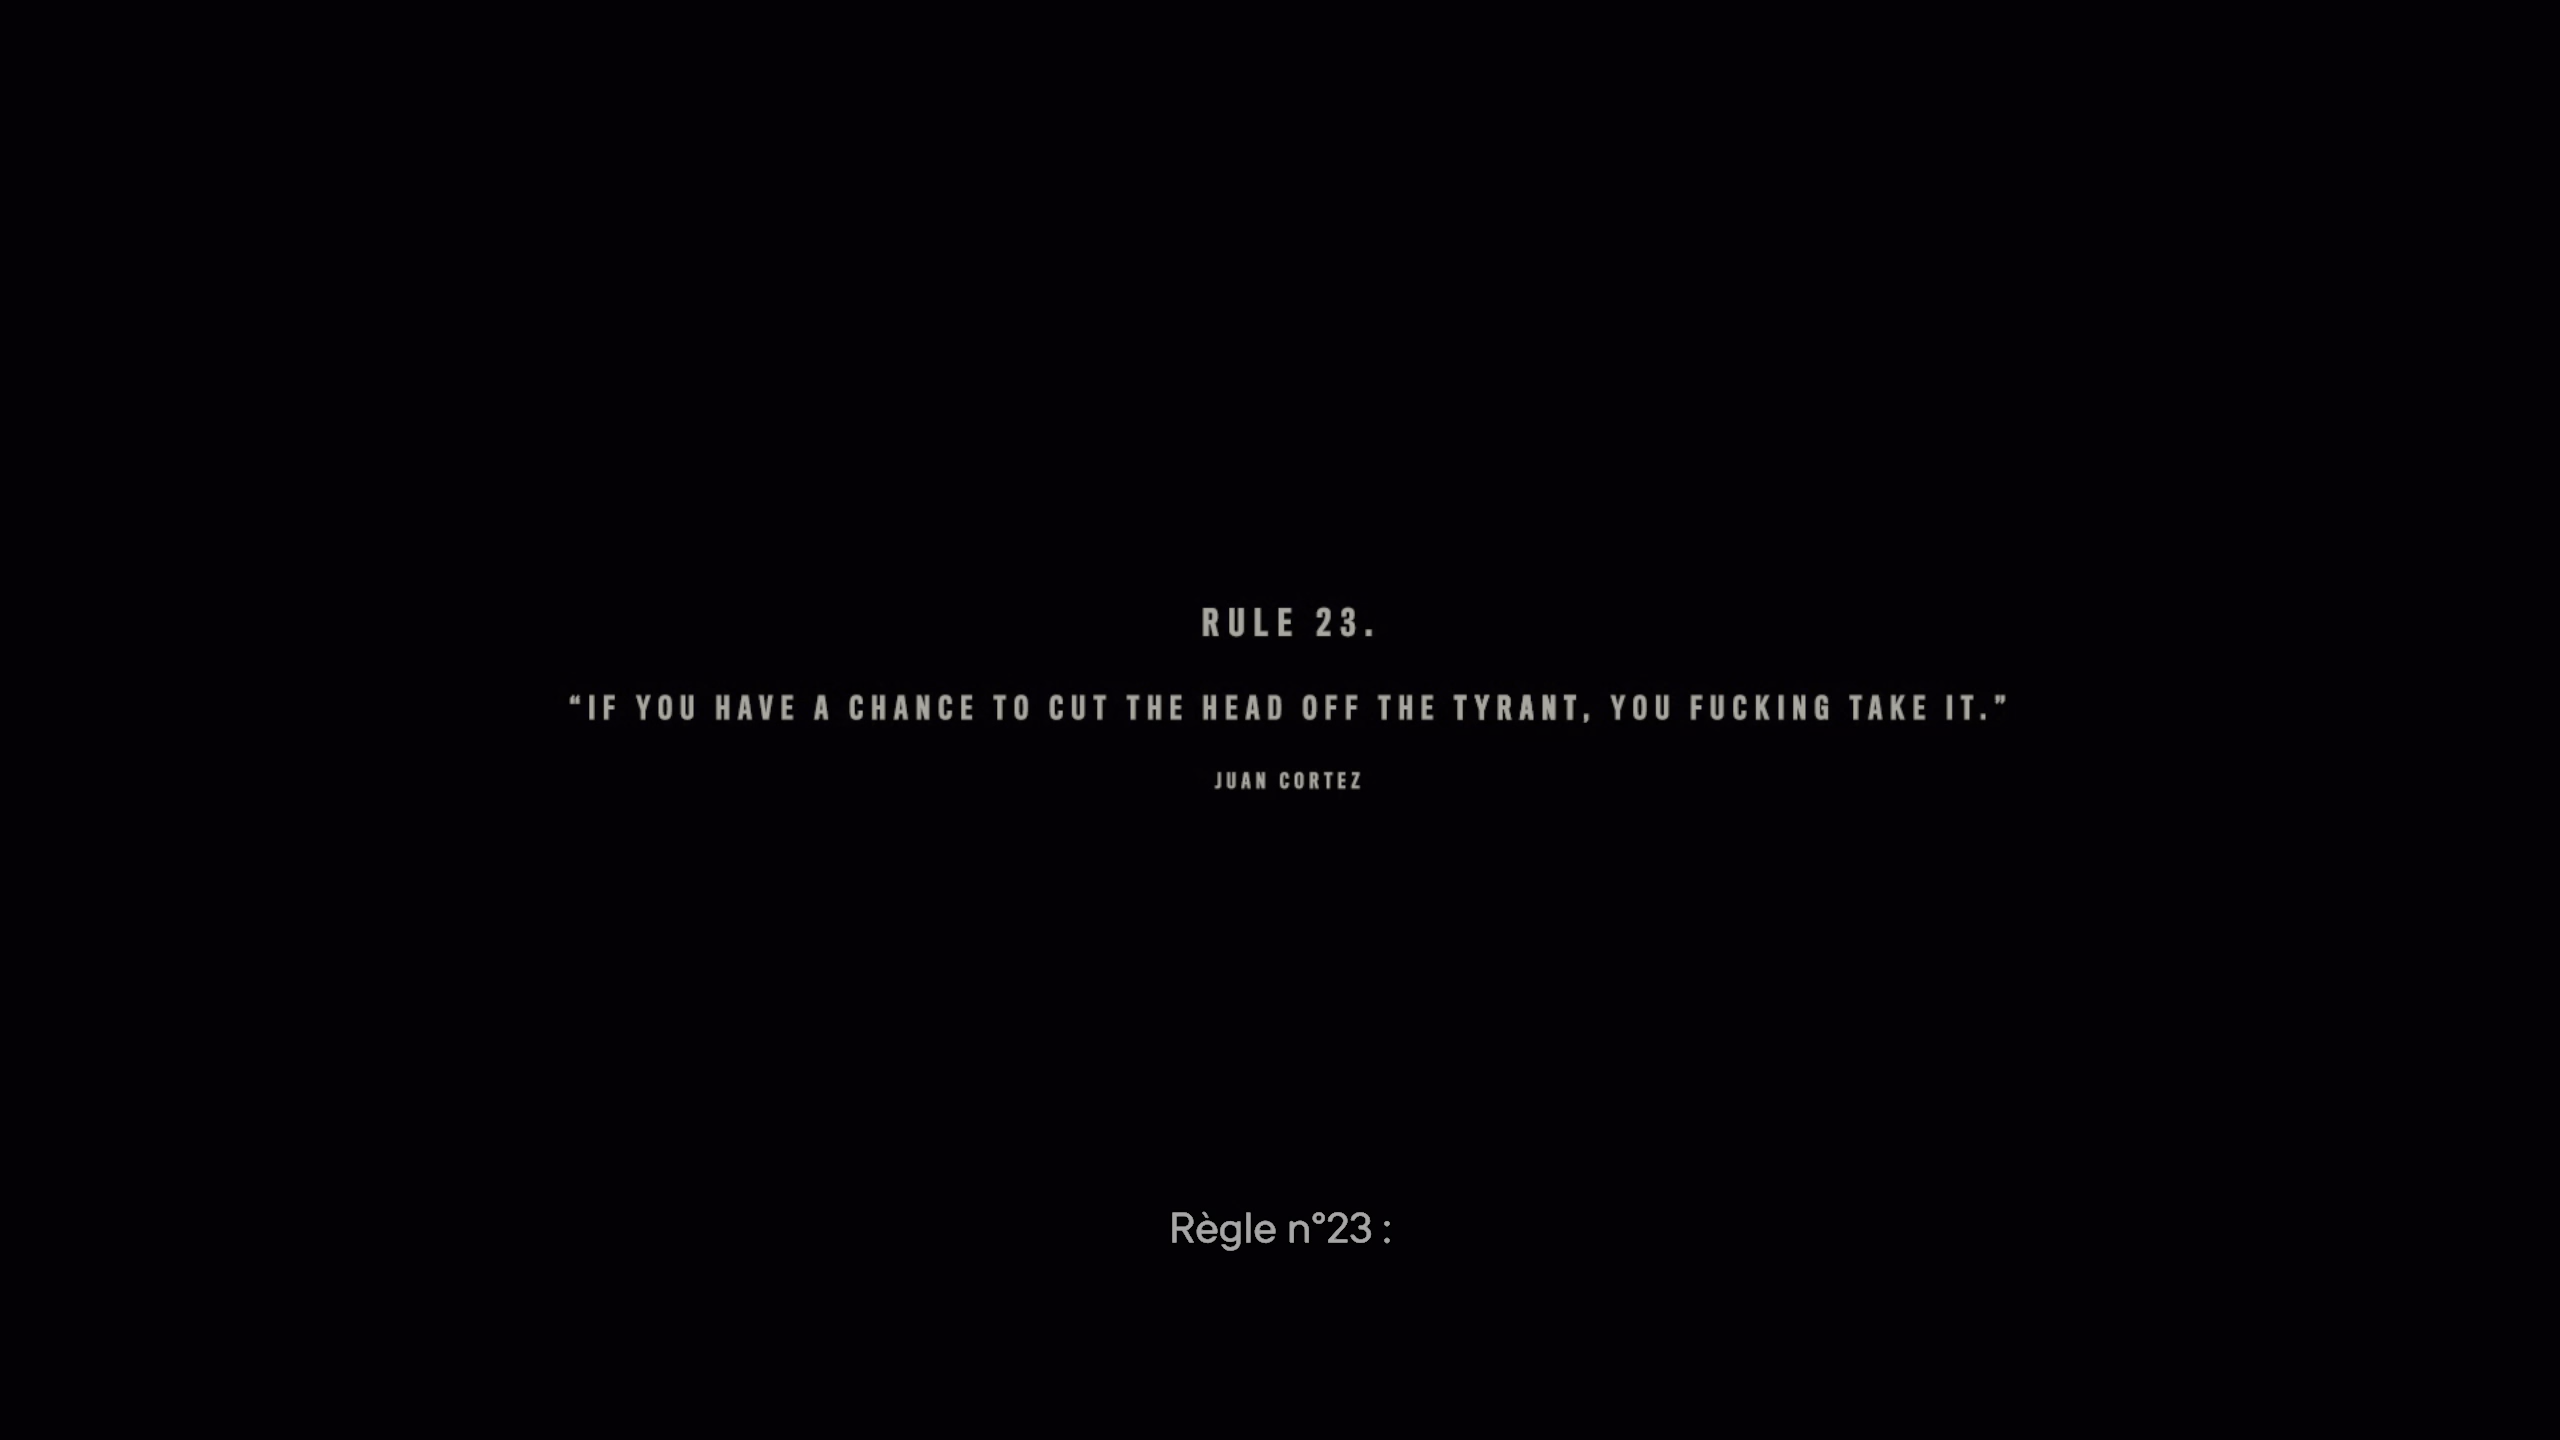 RULE 23.
“IF YOU HAVE A CHANCE TO CUT THE HEAD OFF THE TYRANT, YOU FUCKING TAKE IT.”
JUAN CORTEZ
Règle n°23 :